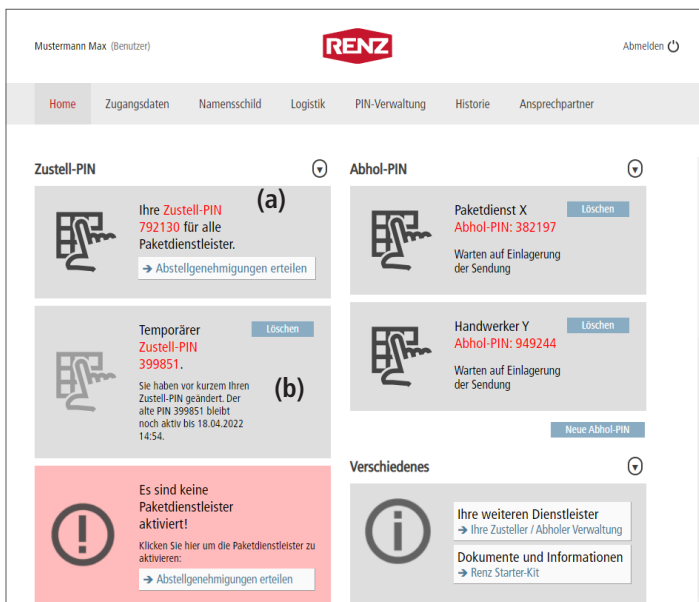 Mustermann Max (Benutzer)
RENZ
Abmelden
Home Zugangsdaten Namensschild Logistik PIN-Verwaltung Historie Ansprechpartner
Zustell-PIN
(a)
Ihre Zustell-PIN
792130 für alle
Paketdienstleister.
➔ Abstellgenehmigungen erteilen
Temporärer
Zustell-PIN
399851.
Löschen
Sie haben vor kurzem Ihren
Zustell-PIN geändert. Der
alte PIN 399851 bleibt
noch aktiv bis 18.04.2022
14:54.
(b)
Es sind keine
Paketdienstleister
aktiviert!
Klicken Sie hier um die Paketdienstleister zu
aktivieren:
➔ Abstellgenehmigungen erteilen
Abhol-PIN
Paketdienst X
Abhol-PIN: 382197
Löschen
Warten auf Einlagerung
der Sendung
Handwerker Y
Abhol-PIN: 949244
Löschen
Warten auf Einlagerung
der Sendung
Neue Abhol-PIN
Verschiedenes
Ihre weiteren Dienstleister
➔ Ihre Zusteller / Abholer Verwaltung
Dokumente und Informationen
➔ Renz Starter-Kit